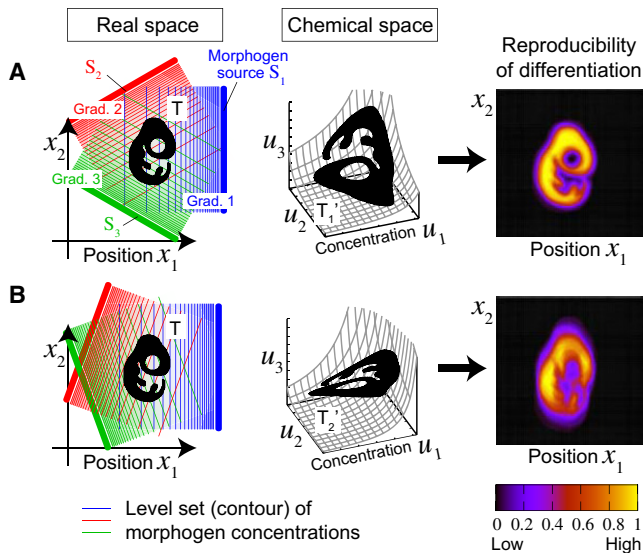 Real space
Chemical space
Reproducibility
of differentiation
A
S2
Morphogen
source S1
Grad. 2
T
x2
Grad. 3
S3
Grad. 1
Position x1
u3
u2
T1'
Concentration
u1
x2
Position x1
B
T
x2
Position x1
u3
u2
T2'
Concentration
u1
x2
Position x1
Level set (contour) of
morphogen concentrations
0 0.2 0.4 0.6 0.8 1
Low High